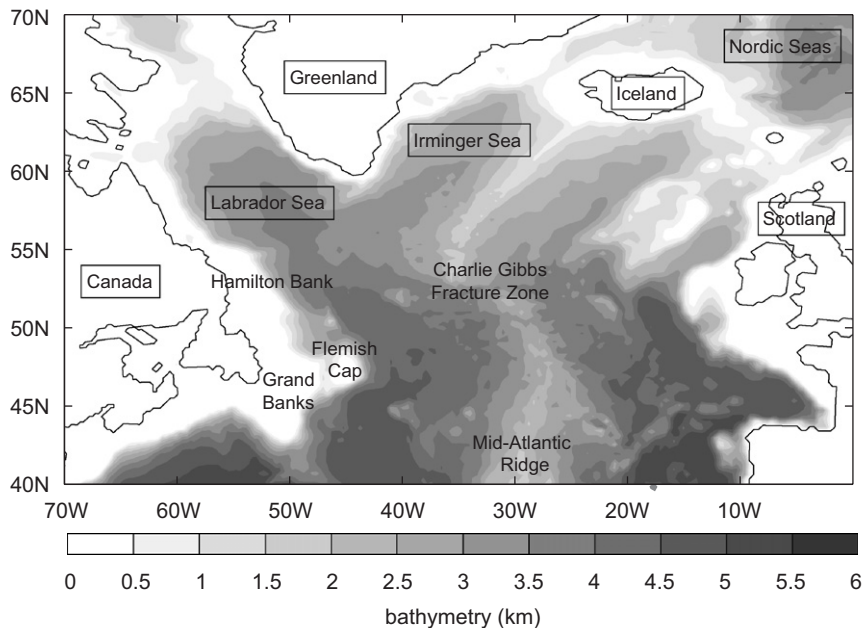 70N
Nordic Seas
Greenland
65N
Iceland
Irminger Sea
60N
Labrador Sea
Scotland
55N
Canada
Hamilton Bank
Charlie Gibbs
Fracture Zone
50N
Flemish
Cap
Grand
Banks
45N
Mid-Atlantic
Ridge
40N
70W 60W 50W 40W 30W 20W 10W
0 0.5 1 1.5 2 2.5 3 3.5 4 4.5 5 5.5 6
bathymetry (km)